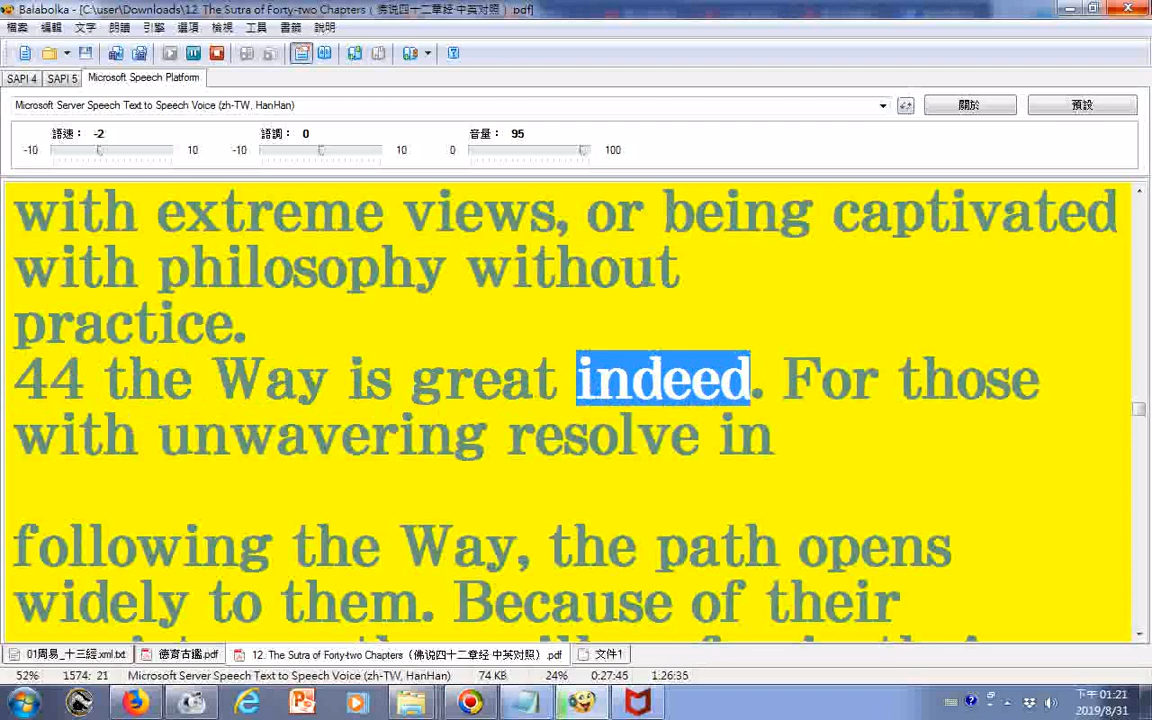 Balabolka - [C:\user\Downloads\12. The Sutra of Forty-two Chapters（佛说四十二章经 中英对照）.pdf]
檔案 編輯 文字 朗讀 引擎 選項 檢視 工具 書籤 說明
SAPI 4 SAPI 5 Microsoft Speech Platform
Microsoft Server Speech Text to Speech Voice (zh-TW, HanHan) 關於 預設
語速： -2 語調： 0 音量： 95
-10 10 -10 10 0 100
with extreme views, or being captivated
with philosophy without
practice.
44 the Way is great indeed. For those
with unwavering resolve in
following the Way, the path opens
widely to them. Because of their
01周易_十三經.xml.txt 德育古鑑.pdf 12. The Sutra of Forty-two Chapters（佛说四十二章经 中英对照）.pdf 文件1
52% 1574: 21 Microsoft Server Speech Text to Speech Voice (zh-TW, HanHan) 74 KB 24% 0:27:45 1:26:35
下午 01:21
2019/8/31